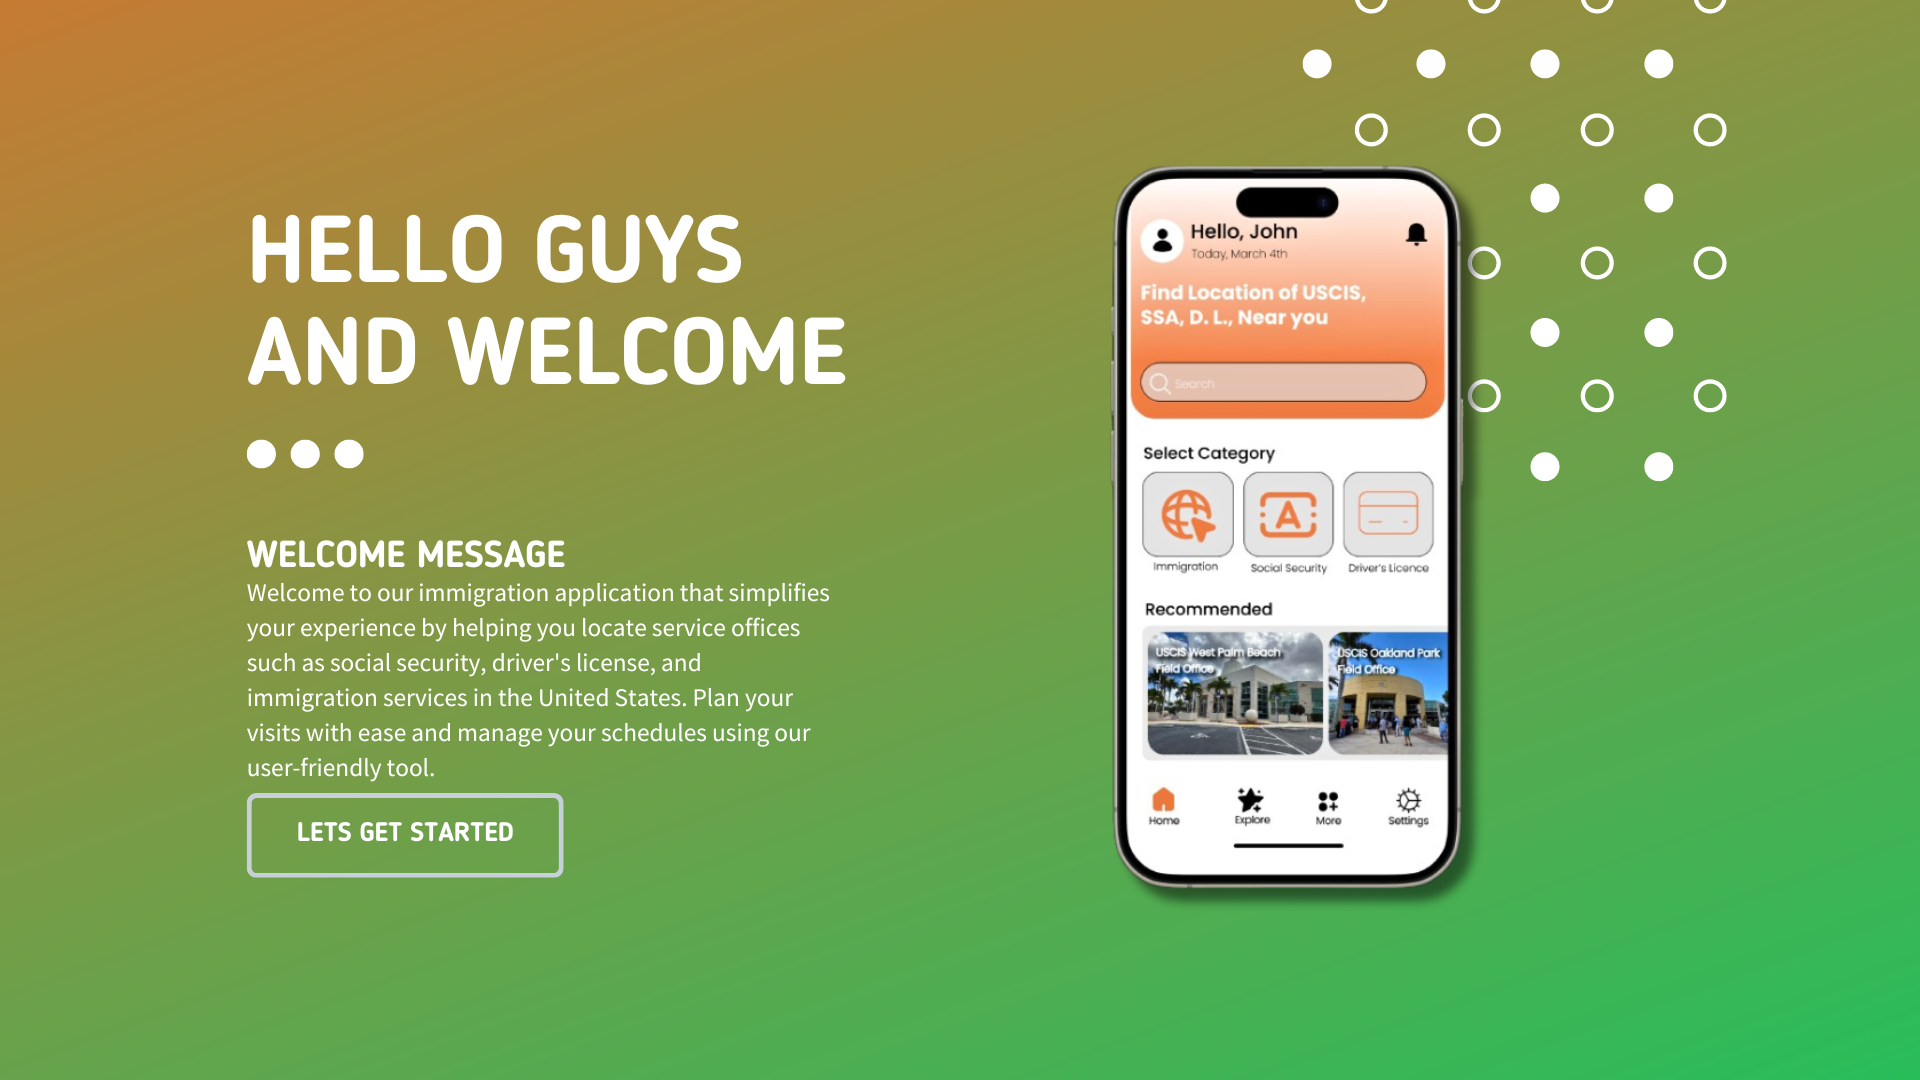 HELLO GUYS
AND WELCOME
WELCOME MESSAGE
Welcome to our immigration application that simplifies
your experience by helping you locate service offices
such as social security, driver's license, and
immigration services in the United States. Plan your
visits with ease and manage your schedules using our
user-friendly tool.
LETS GET STARTED
Hello, John
Today, March 4th
Find Location of USCIS,
SSA, D. L., Near you
Search
Select Category
Immigration
Social Security
Driver's Licence
Recommended
USCIS West Palm Beach
Field Office
USCIS Oakland Park
Field Office
Home
Explore
More
Settings